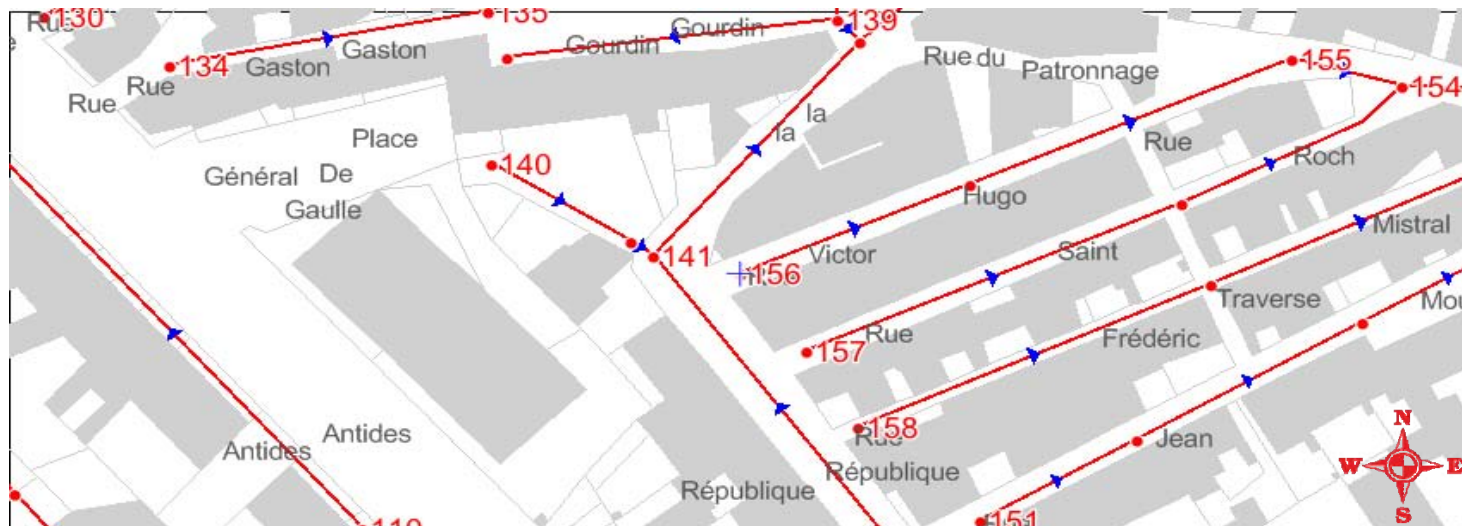 130
Rue
135
139
Gourdin
Gourdin
Gaston
Gaston
134
Rue
Rue
Rue du Patronnage
155
154
la
la
Place
Général De
Gaulle
140
141
Rue
Roch
Hugo
Victor
156
Saint
Mistral
Traverse
Rue
157
Frédéric
158
Rue
Jean
République
République
Antides
Antides
151
N
W E
S